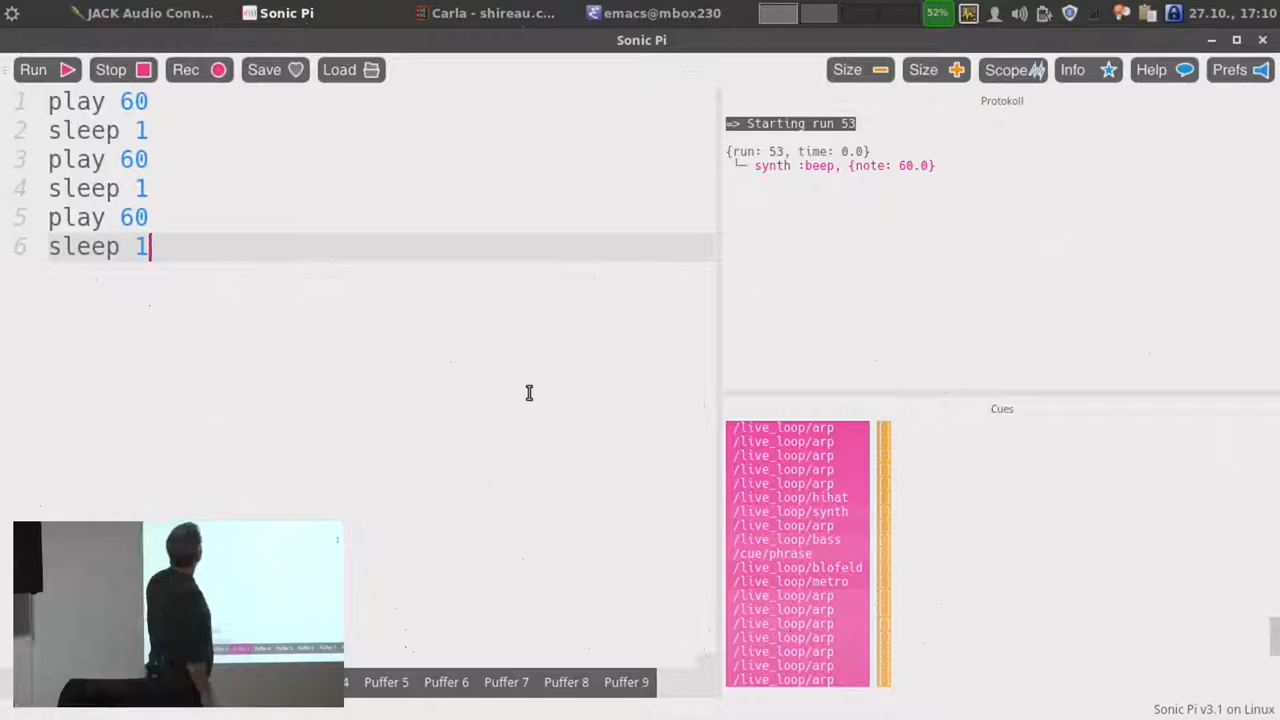 JACK Audio Conn...
Sonic Pi
Carla - shireau.c...
emacs@mbox230
52%
27.10., 17:10
Sonic Pi
Run
Stop
Rec
Save
Load
Size
Size
Scope
Info
Help
Prefs
1 play 60
2 sleep 1
3 play 60
4 sleep 1
5 play 60
6 sleep 1
Protokoll
=> Starting run 53
{run: 53, time: 0.0}
└─ synth :beep, {note: 60.0}
Cues
/live_loop/arp
/live_loop/arp
/live_loop/arp
/live_loop/arp
/live_loop/arp
/live_loop/hihat
/live_loop/synth
/live_loop/arp
/live_loop/bass
/cue/phrase
/live_loop/blofeld
/live_loop/metro
/live_loop/arp
/live_loop/arp
/live_loop/arp
/live_loop/arp
/live_loop/arp
/live_loop/arp
/live_loop/arp
4 Puffer 5 Puffer 6 Puffer 7 Puffer 8 Puffer 9
Sonic Pi v3.1 on Linux